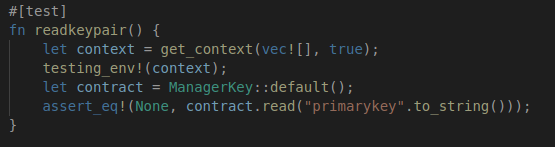 #[test]
fn readkeypair() {
    let context = get_context(vec![], true);
    testing_env!(context);
    let contract = ManagerKey::default();
    assert_eq!(None, contract.read("primarykey".to_string()));
}